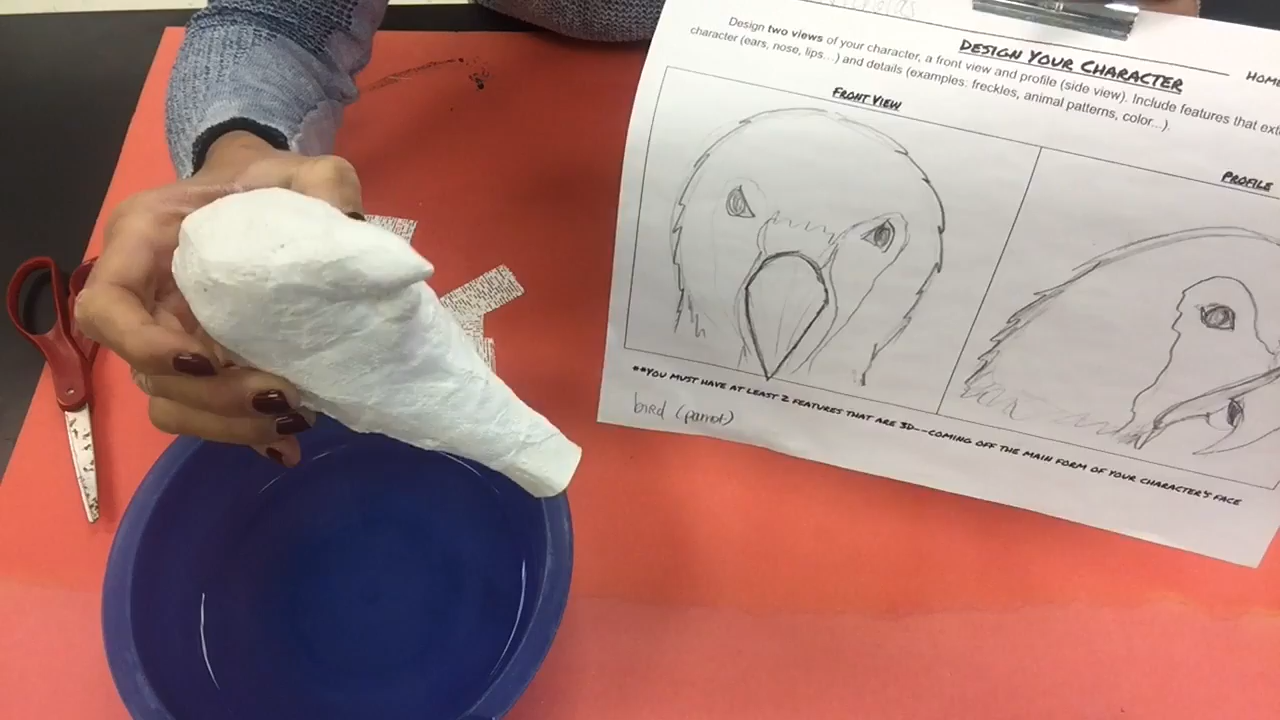 DESIGN YOUR CHARACTER
Design two views of your character, a front view and profile (side view). Include features that
character (ears, nose, lips...) and details (examples: freckles, animal patterns, color...).
FRONT VIEW
PROFILE
**YOU MUST HAVE AT LEAST 2 FEATURES THAT ARE 3D--COMING OFF THE MAIN FORM OF YOUR CHARACTER'S FACE
bird (parrot)